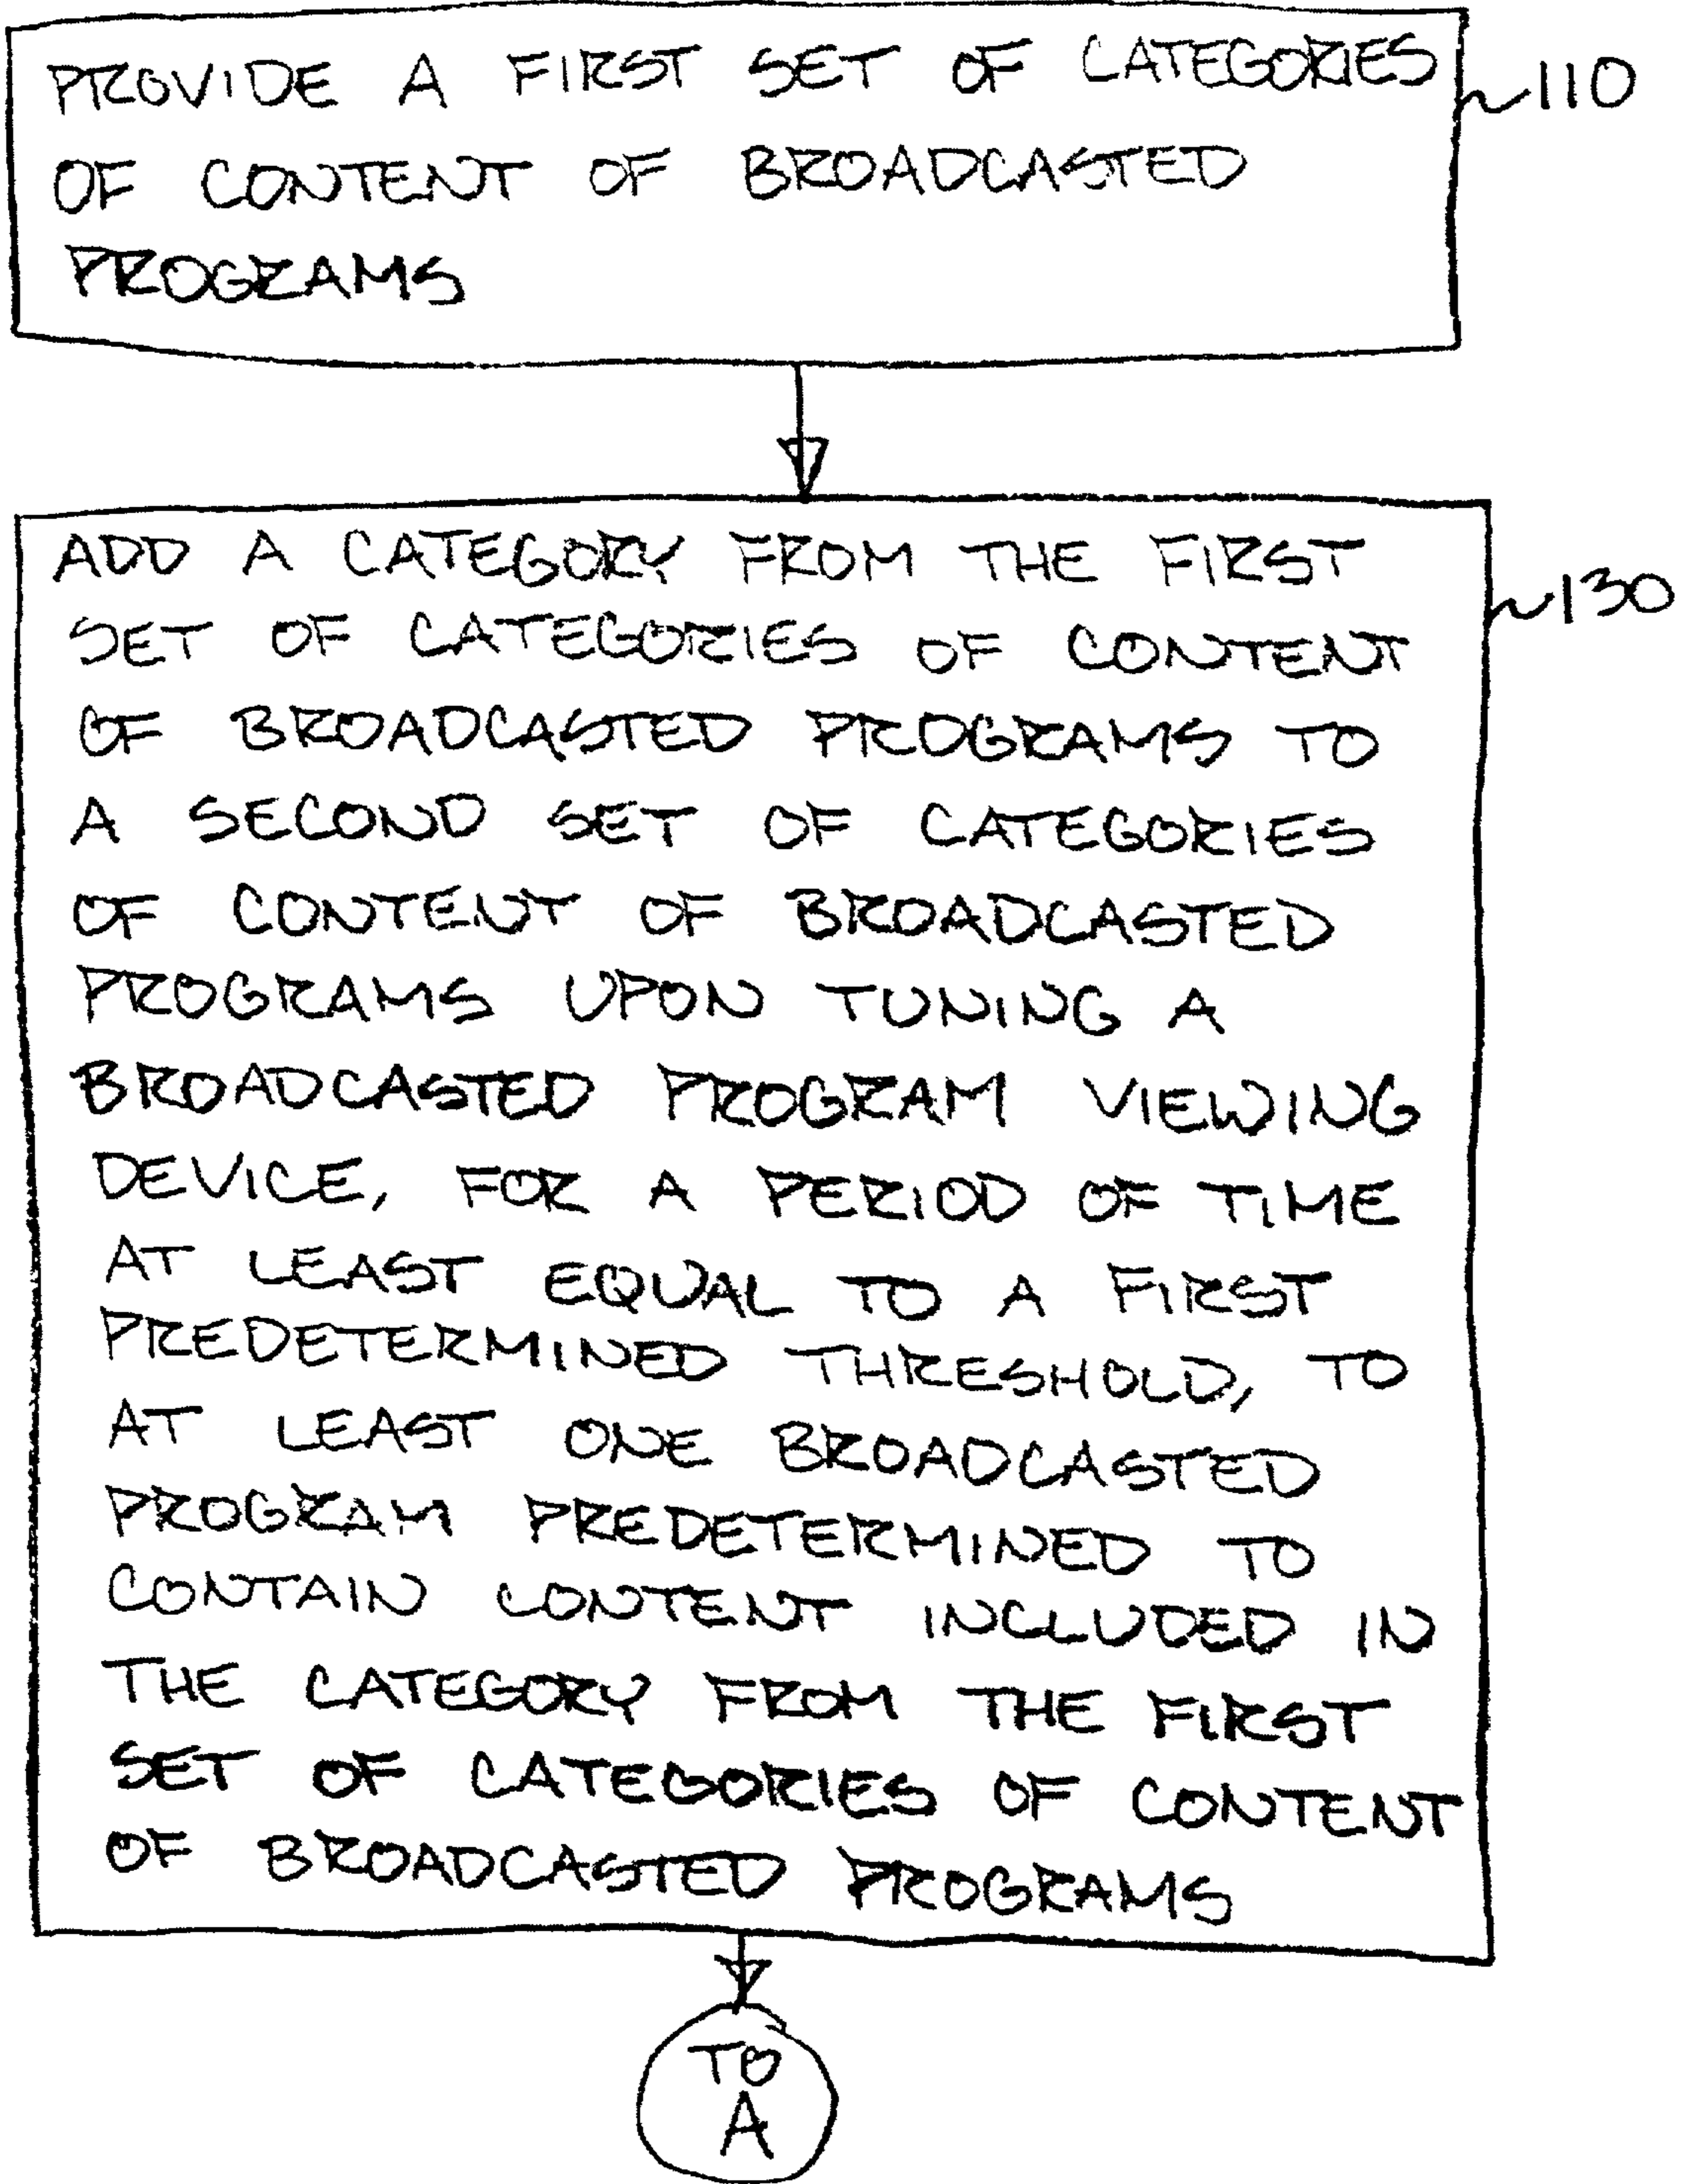 PROVIDE A FIRST SET OF CATEGORIES
OF CONTENT OF BROADCASTED
PROGRAMS
110
ADD A CATEGORY FROM THE FIRST
SET OF CATEGORIES OF CONTENT
OF BROADCASTED PROGRAMS TO
A SECOND SET OF CATEGORIES
OF CONTENT OF BROADCASTED
PROGRAMS UPON TUNING A
BROADCASTED PROGRAM VIEWING
DEVICE, FOR A PERIOD OF TIME
AT LEAST EQUAL TO A FIRST
PREDETERMINED THRESHOLD, TO
AT LEAST ONE BROADCASTED
PROGRAM PREDETERMINED TO
CONTAIN CONTENT INCLUDED IN
THE CATEGORY FROM THE FIRST
SET OF CATEGORIES OF CONTENT
OF BROADCASTED PROGRAMS
130
TO
A